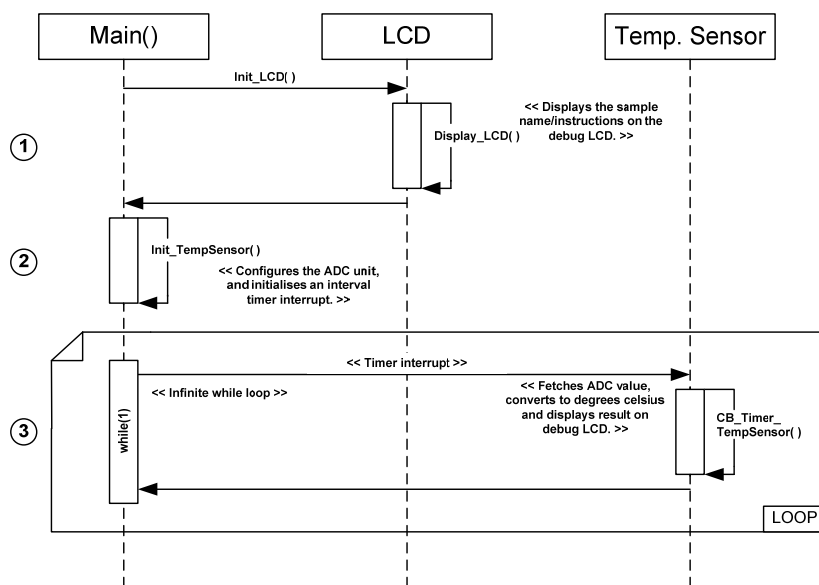 Main()
LCD
Temp. Sensor
Init_LCD( )
1
Display_LCD( )
<< Displays the sample
name/instructions on the
debug LCD. >>
2
Init_TempSensor( )
<< Configures the ADC unit,
and initialises an interval
timer interrupt. >>
3
while(1)
<< Timer interrupt >>
<< Infinite while loop >>
<< Fetches ADC value,
converts to degrees celsius
and displays result on
debug LCD. >>
CB_Timer_
TempSensor( )
LOOP